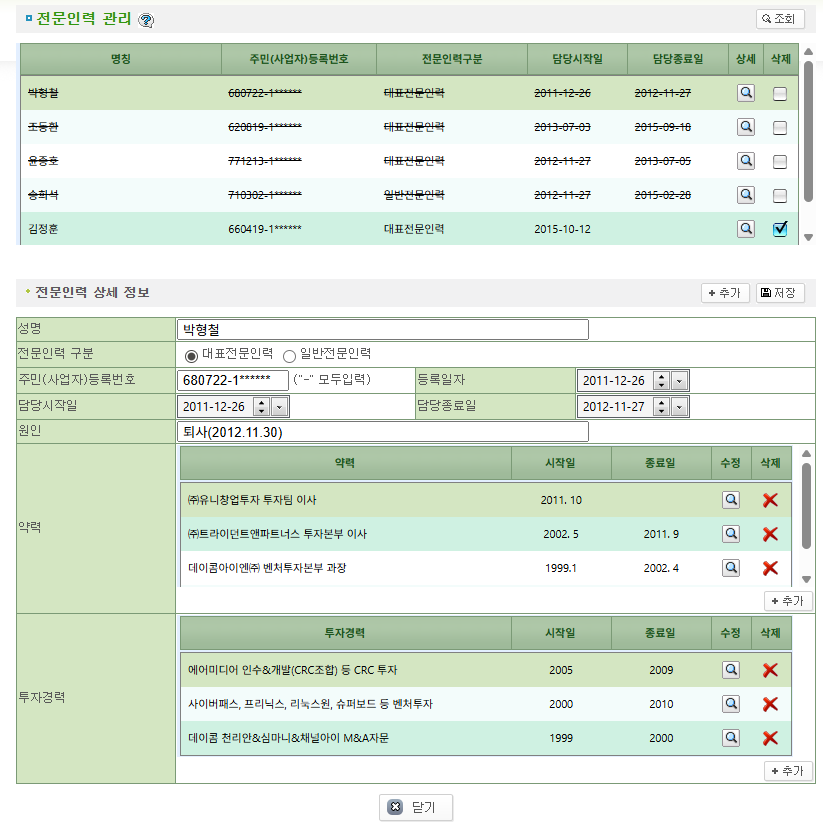 전문인력 관리 ?
조회
명칭 주민(사업자)등록번호 전문인력구분 담당시작일 담당종료일 상세 삭제
박형철 680722-1****** 대표전문인력 2011-12-26 2012-11-27
조등환 620819-1****** 대표전문인력 2013-07-03 2015-09-18
윤종호 771213-1****** 대표전문인력 2012-11-27 2013-07-05
송회석 710302-1****** 일반전문인력 2012-11-27 2015-02-28
김정훈 660419-1****** 대표전문인력 2015-10-12
전문인력 상세 정보
+ 추가 저장
성명 박형철
전문인력 구분 대표전문인력 일반전문인력
주민(사업자)등록번호 680722-1****** ("-" 모두입력) 등록일자 2011-12-26
담당시작일 2011-12-26 담당종료일 2012-11-27
원인 퇴사(2012.11.30)
약력
약력 시작일 종료일 수정 삭제
㈜유니창업투자 투자팀 이사 2011. 10
㈜트라이던트앤파트너스 투자본부 이사 2002. 5 2011. 9
데이콤아이엔㈜ 벤처투자본부 과장 1999.1 2002. 4
+ 추가
투자경력
투자경력 시작일 종료일 수정 삭제
에어미디어 인수&개발(CRC조합) 등 CRC 투자 2005 2009
사이버패스, 프리닉스, 리눅스원, 슈퍼보드 등 벤처투자 2000 2010
데이콤 천리안&심마니&채널아이 M&A자문 1999 2000
+ 추가
닫기